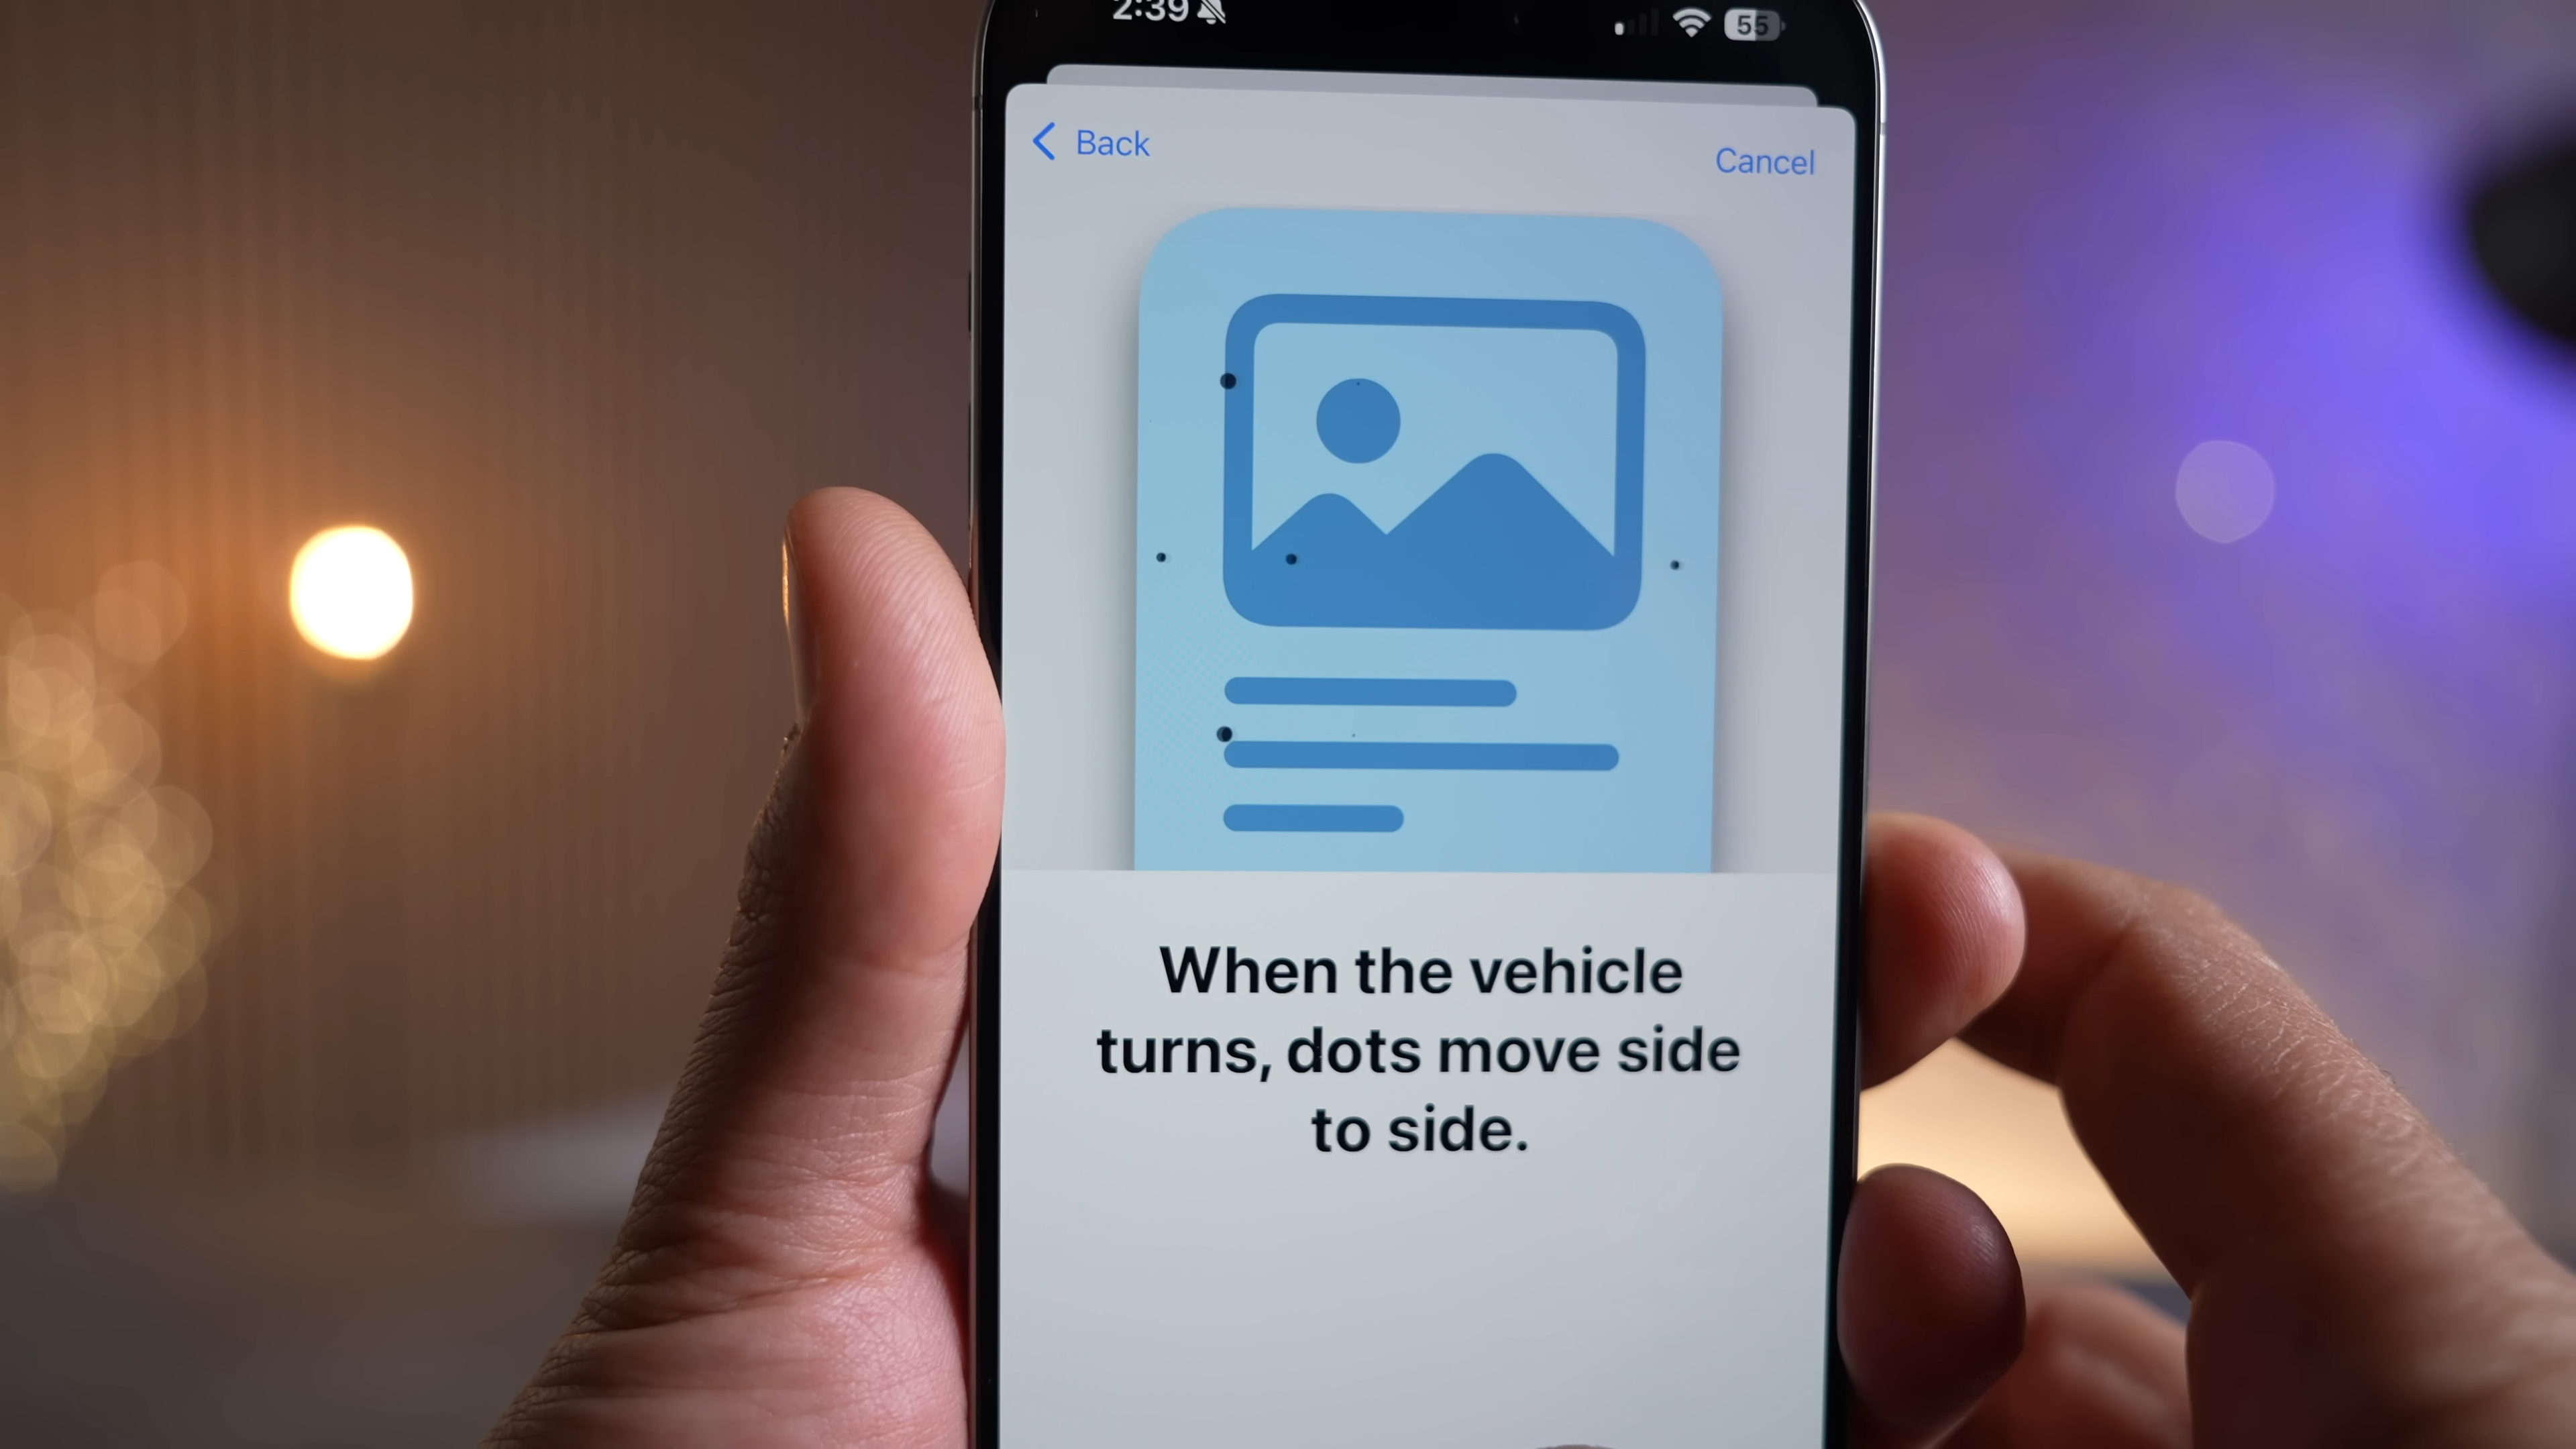 2:39
55
Back
Cancel
When the vehicle
turns, dots move side
to side.